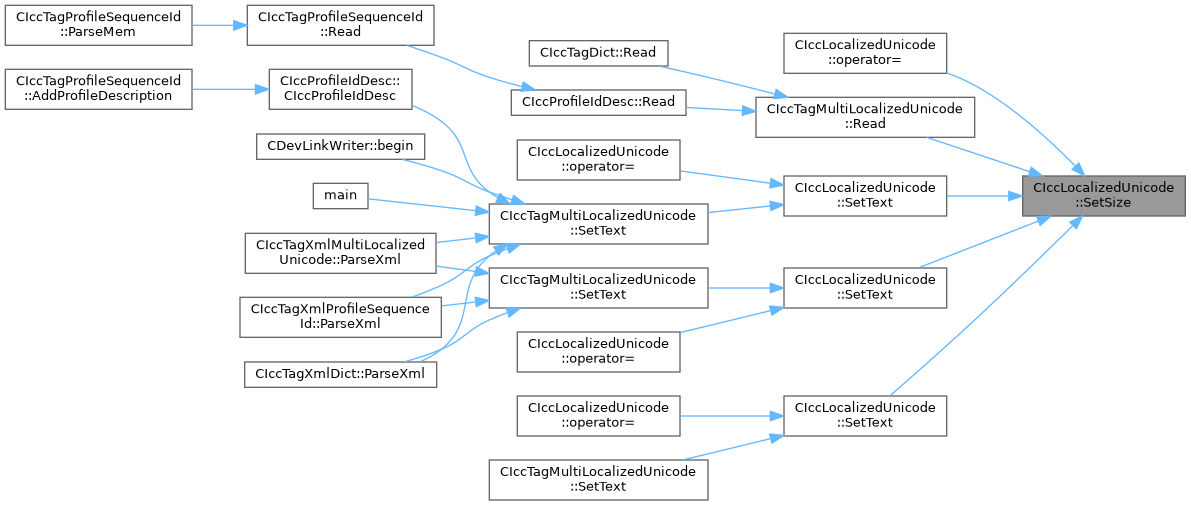 CIccTagProfileSequenceId
::ParseMem
CIccTagProfileSequenceId
::Read
CIccTagDict::Read
CIccLocalizedUnicode
::operator=
CIccTagProfileSequenceId
::AddProfileDescription
CIccProfileIdDesc::
CIccProfileIdDesc
CIccProfileIdDesc::Read
CIccTagMultiLocalizedUnicode
::Read
CDevLinkWriter::begin
CIccLocalizedUnicode
::operator=
main
CIccTagMultiLocalizedUnicode
::SetText
CIccLocalizedUnicode
::SetText
CIccLocalizedUnicode
::SetSize
CIccTagXmlMultiLocalized
Unicode::ParseXml
CIccTagMultiLocalizedUnicode
::SetText
CIccLocalizedUnicode
::SetText
CIccTagXmlProfileSequence
Id::ParseXml
CIccLocalizedUnicode
::operator=
CIccTagXmlDict::ParseXml
CIccLocalizedUnicode
::operator=
CIccLocalizedUnicode
::SetText
CIccTagMultiLocalizedUnicode
::SetText